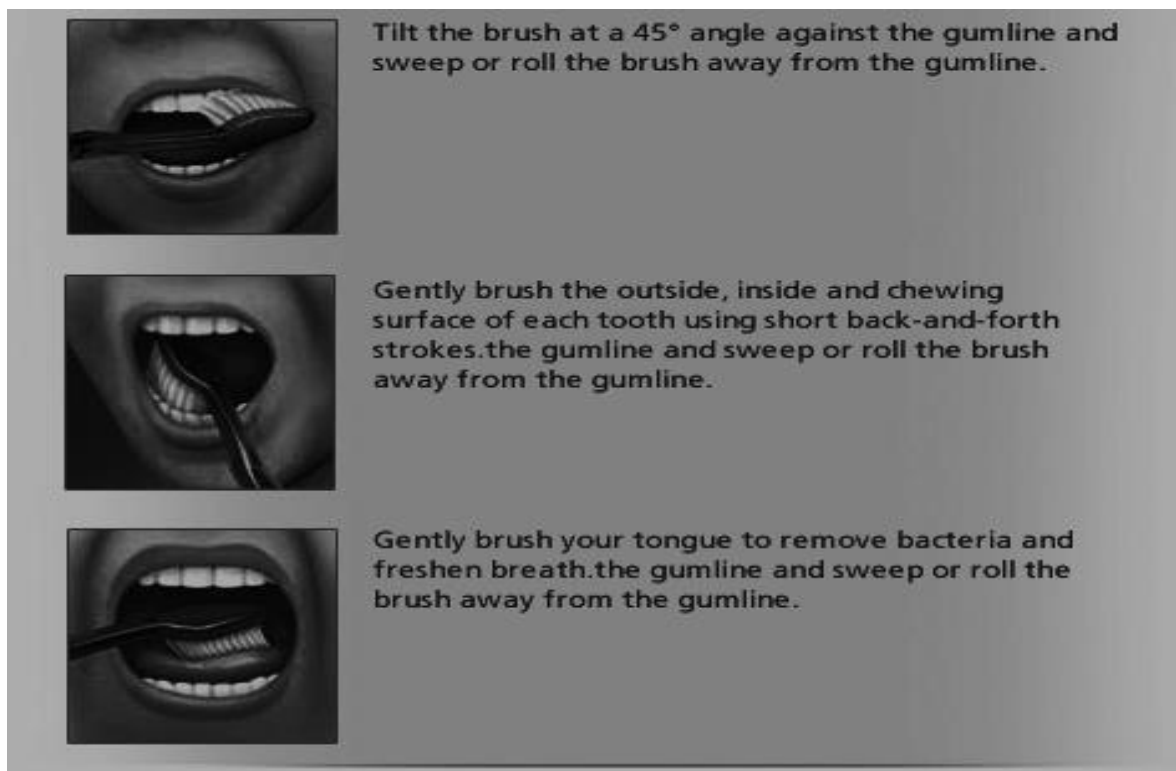 Tilt the brush at a 45° angle against the gumline and
sweep or roll the brush away from the gumline.
Gently brush the outside, inside and chewing
surface of each tooth using short back-and-forth
strokes.the gumline and sweep or roll the brush
away from the gumline.
Gently brush your tongue to remove bacteria and
freshen breath.the gumline and sweep or roll the
brush away from the gumline.